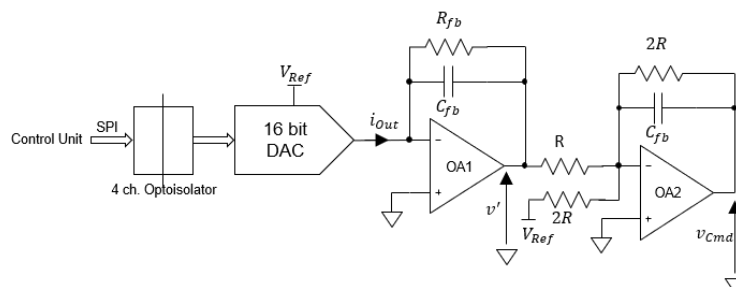 R_fb
C_fb
V_Ref
SPI
Control Unit
4 ch. Optoisolator
16 bit
DAC
i_Out
−
+
OA1
v'
R
V_Ref
2R
2R
C_fb
−
+
OA2
v_Cmd